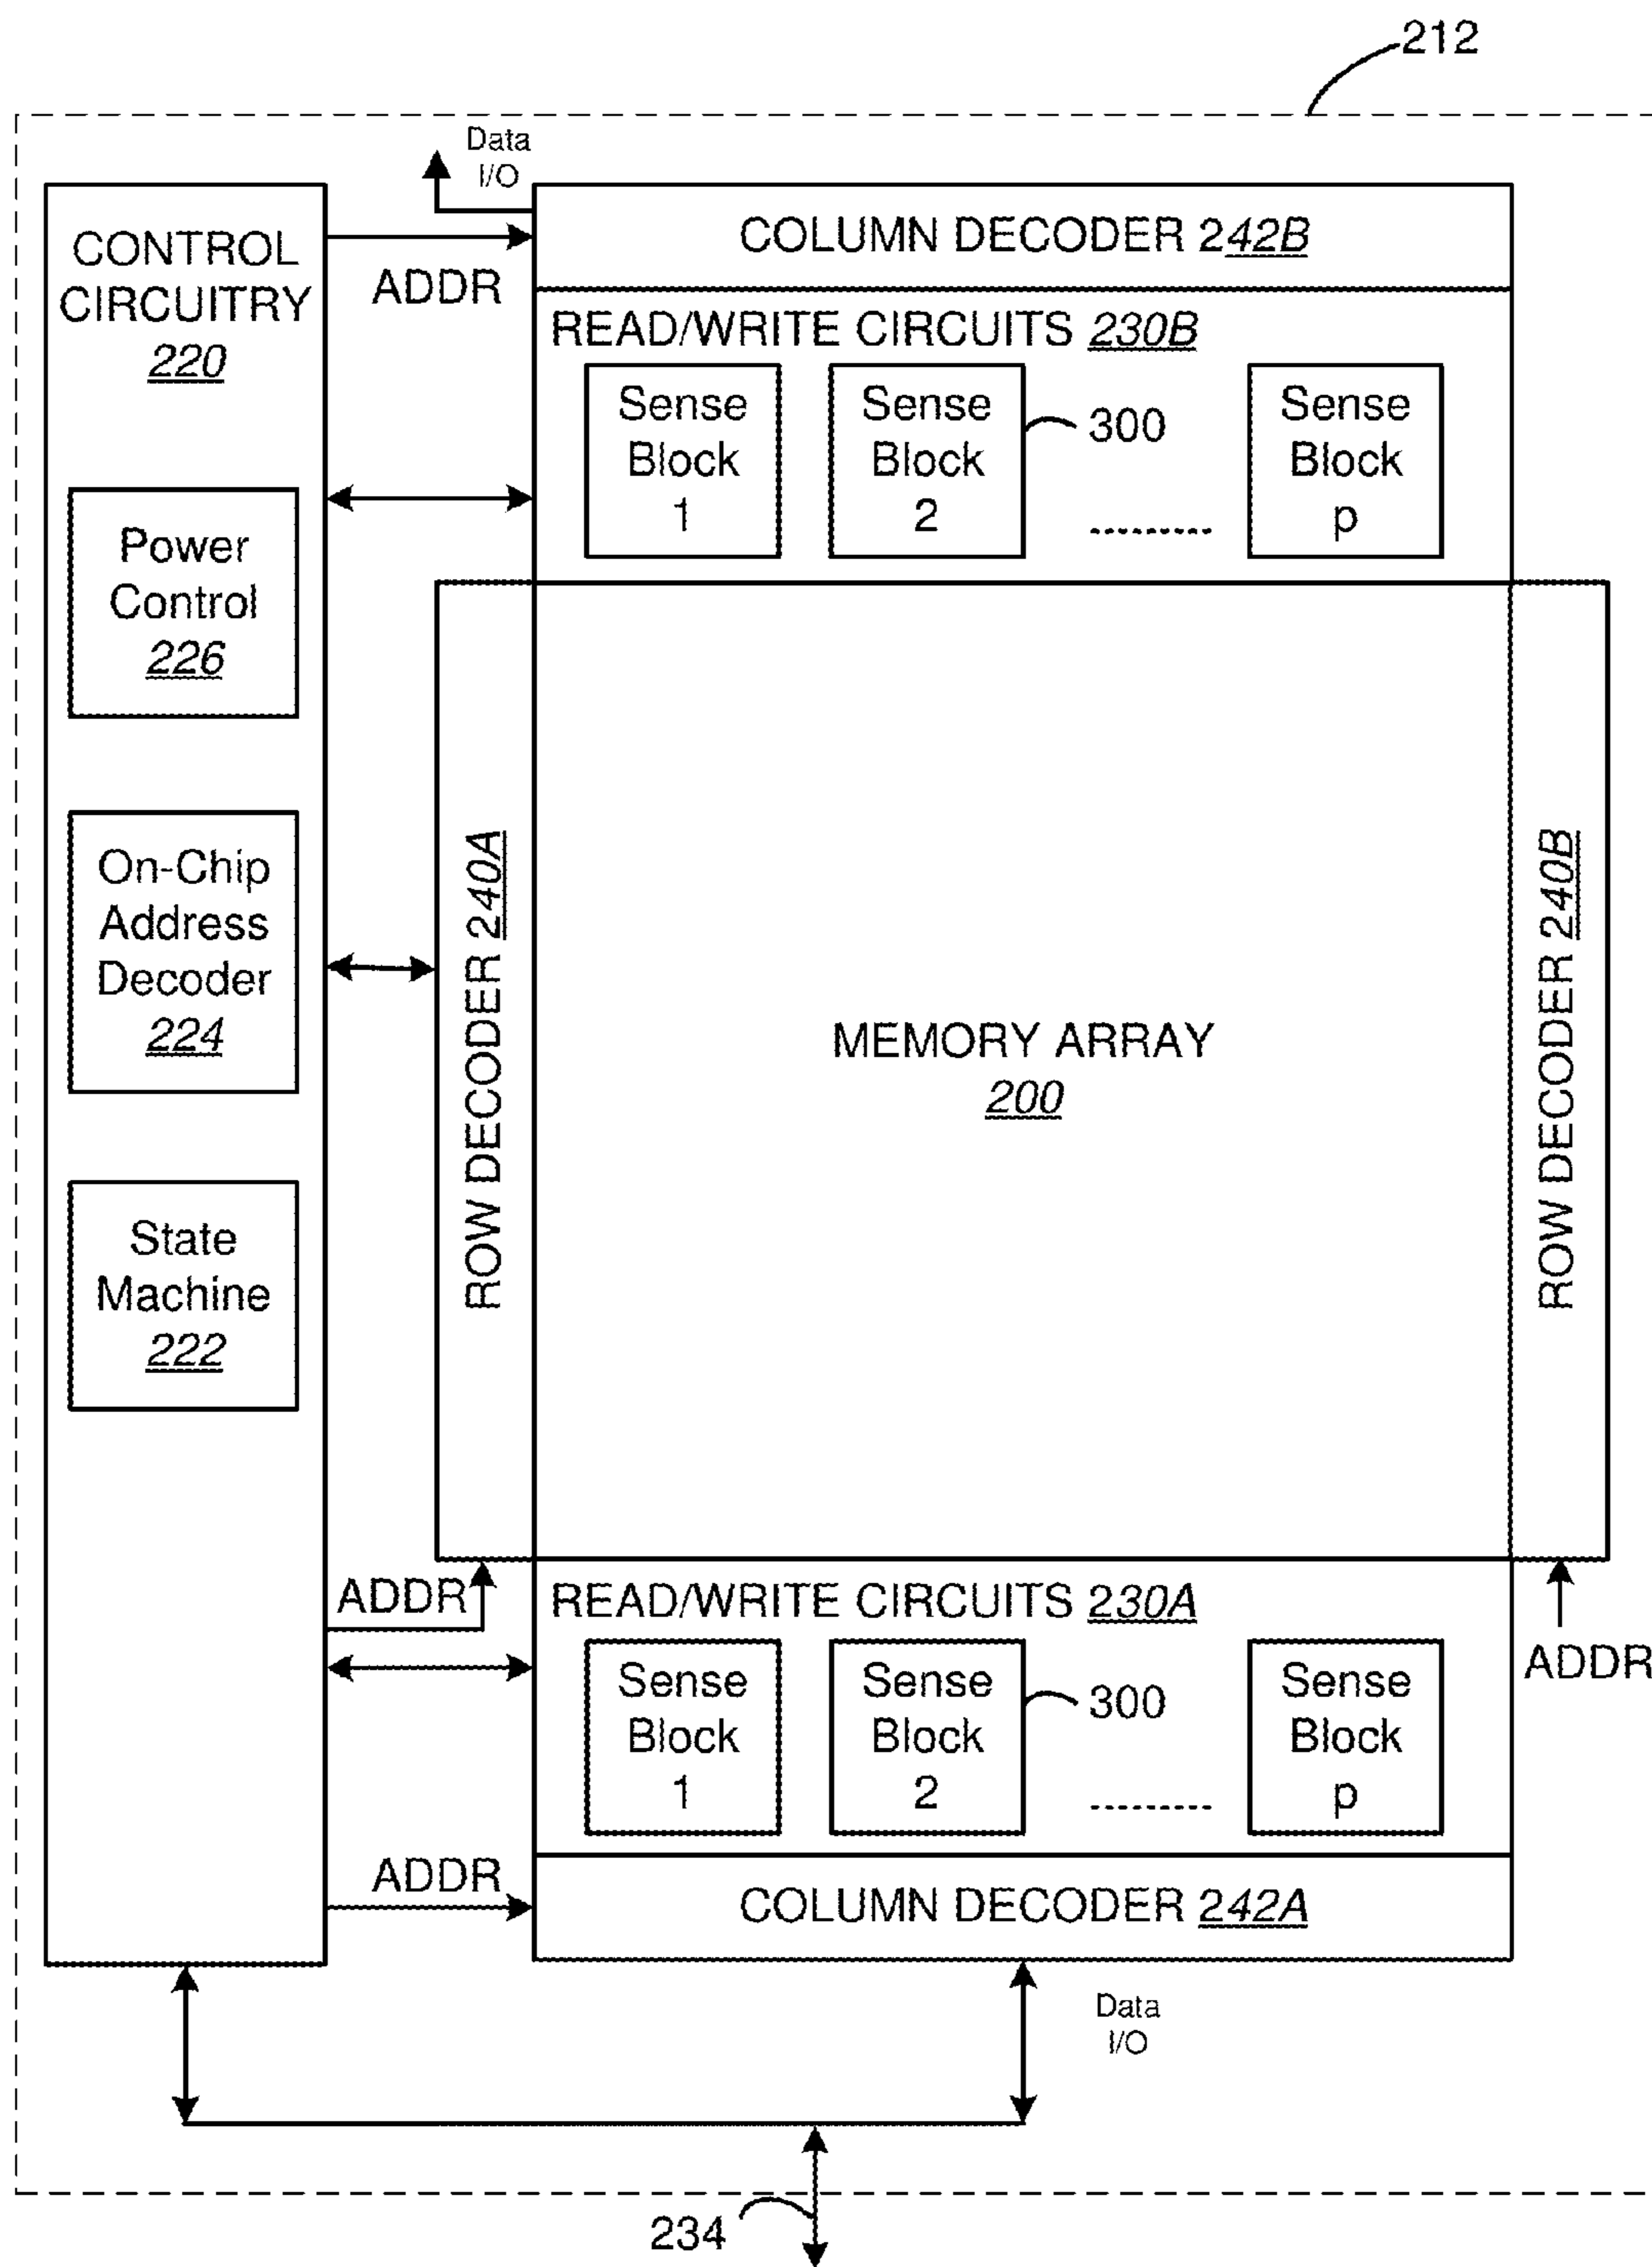 212
Data
I/O
CONTROL
CIRCUITRY
220
ADDR
COLUMN DECODER 242B
READ/WRITE CIRCUITS 230B
Sense
Block
1
Sense
Block
2
300
.........
Sense
Block
p
Power
Control
226
On-Chip
Address
Decoder
224
State
Machine
222
ROW DECODER 240A
MEMORY ARRAY
200
ROW DECODER 240B
ADDR
READ/WRITE CIRCUITS 230A
ADDR
Sense
Block
1
Sense
Block
2
300
.........
Sense
Block
p
ADDR
COLUMN DECODER 242A
Data
I/O
234